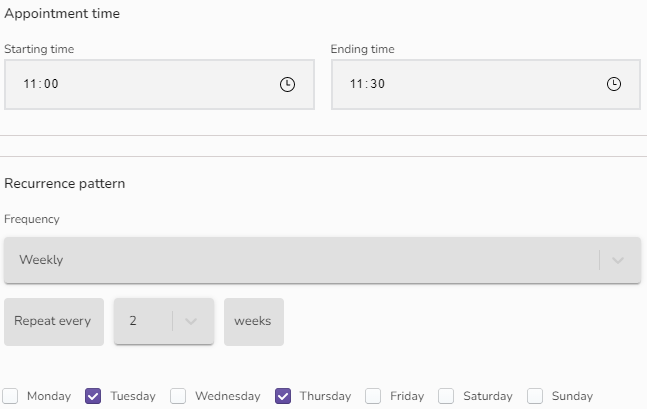 Appointment time
Starting time Ending time
11:00 11:30
Recurrence pattern
Frequency
Weekly
Repeat every 2 weeks
Monday Tuesday Wednesday Thursday Friday Saturday Sunday